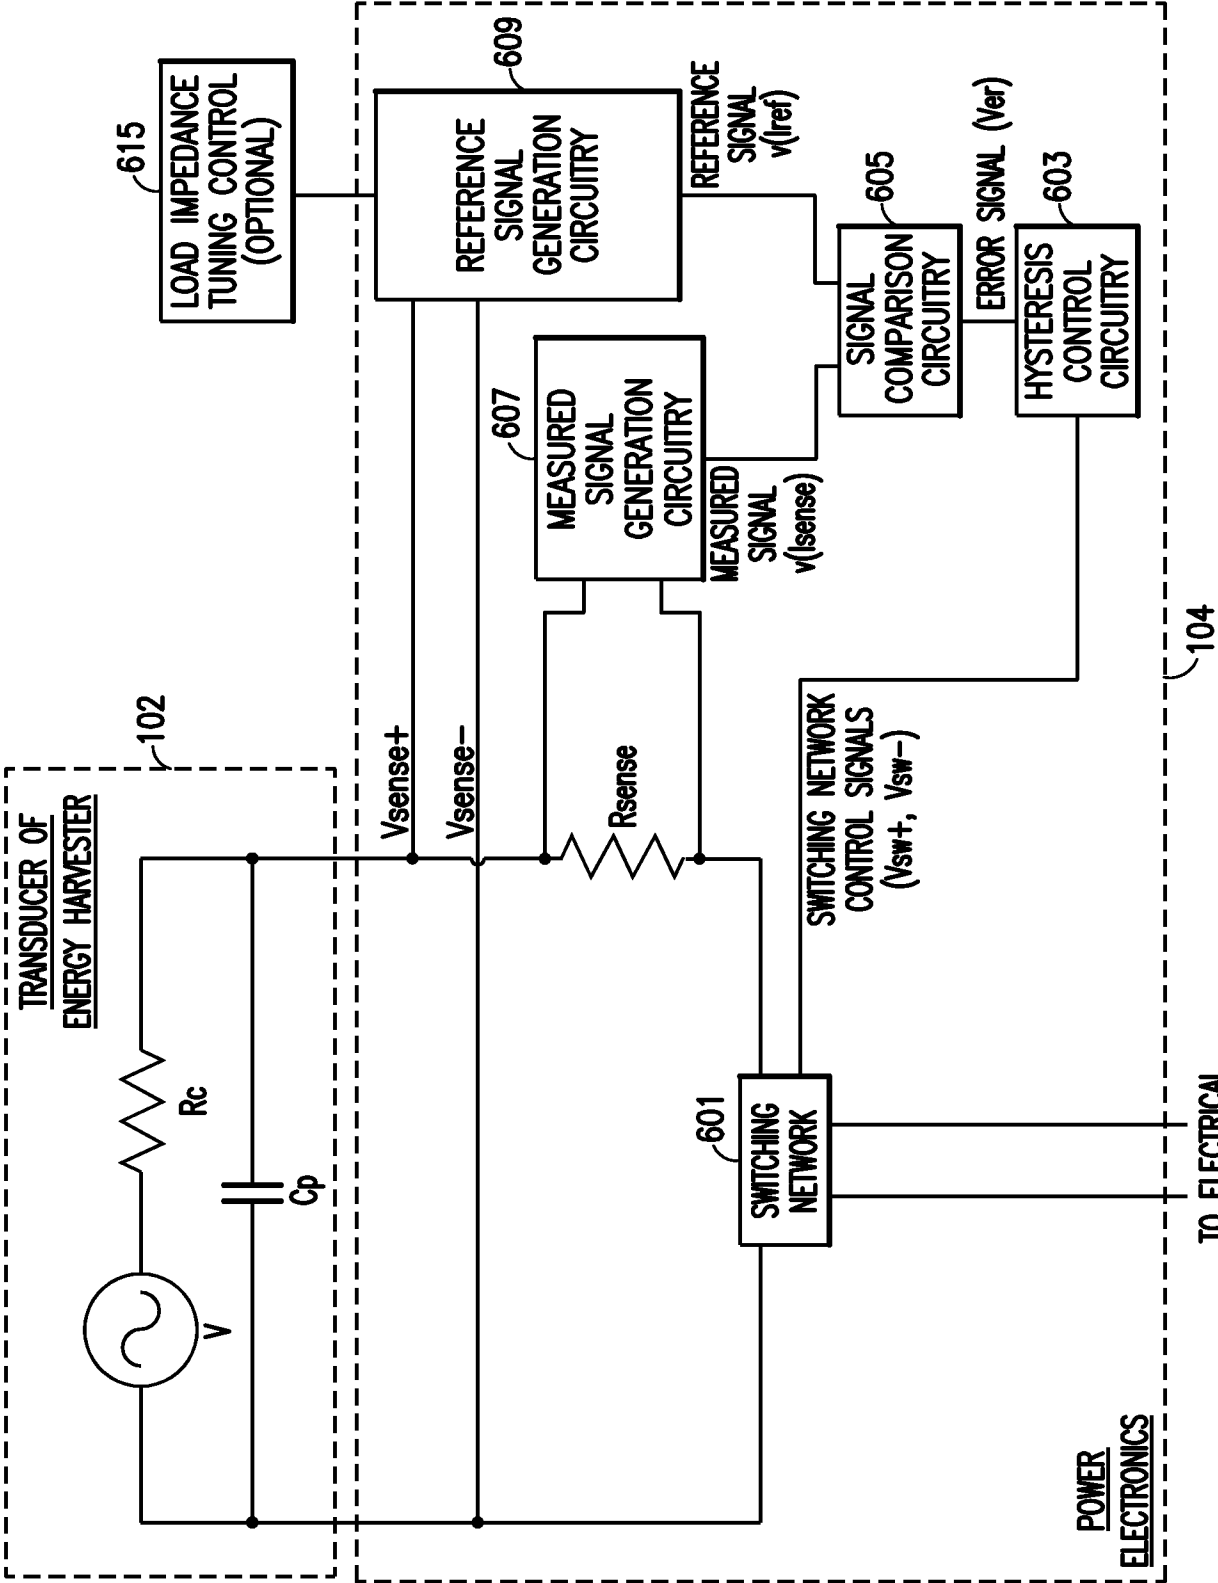 TRANSDUCER OF
ENERGY HARVESTER
102
V
Rc
Cp
615
LOAD IMPEDANCE
TUNING CONTROL
(OPTIONAL)
Vsense+
Vsense-
609
REFERENCE
SIGNAL
GENERATION
CIRCUITRY
607
MEASURED
SIGNAL
GENERATION
CIRCUITRY
Rsense
REFERENCE
SIGNAL
v(Iref)
MEASURED
SIGNAL
v(Isense)
601
SWITCHING
NETWORK
SWITCHING NETWORK
CONTROL SIGNALS
(Vsw+, Vsw-)
605
SIGNAL
COMPARISON
CIRCUITRY
ERROR SIGNAL (Ver)
603
HYSTERESIS
CONTROL
CIRCUITRY
POWER
ELECTRONICS
104
TO ELECTRICAL